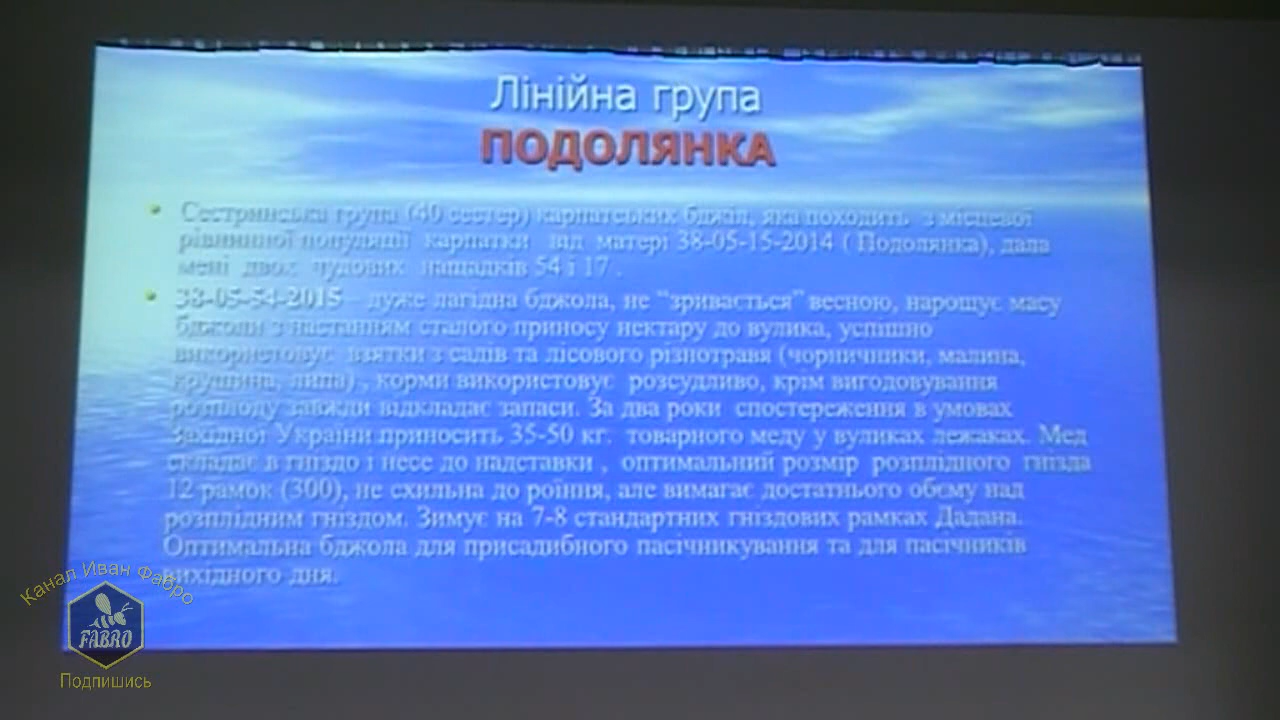 Лінійна група
ПОДОЛЯНКА
Сестринська група (40 сестер) карпатських бджіл, яка походить з місцевої
рівнинної популяції карпатки від матері 38-05-15-2014 ( Подолянка), дала
мені двох чудових нащадків 54 і 17 .
38-05-54-2015 – дуже лагідна бджола, не “зривається” весною, нарощує масу
бджоли з настанням сталого приносу нектару до вулика, успішно
використовує взятки з садів та лісового різнотравя (чорничники, малина,
крушина, липа) , корми використовує розсудливо, крім вигодовування
розплоду завжди відкладає запаси. За два роки спостереження в умовах
Західної України приносить 35-50 кг. товарного меду у вуликах лежаках. Мед
складає в гніздо і несе до надставки , оптимальний розмір розплідного гнізда
12 рамок (300), не схильна до роїння, але вимагає достатнього обєму над
розплідним гніздом. Зимує на 7-8 стандартних гніздових рамках Дадана.
Оптимальна бджола для присадибного пасічникування та для пасічників
вихідного дня.
Канал Иван Фабро
FABRO
Подпишись